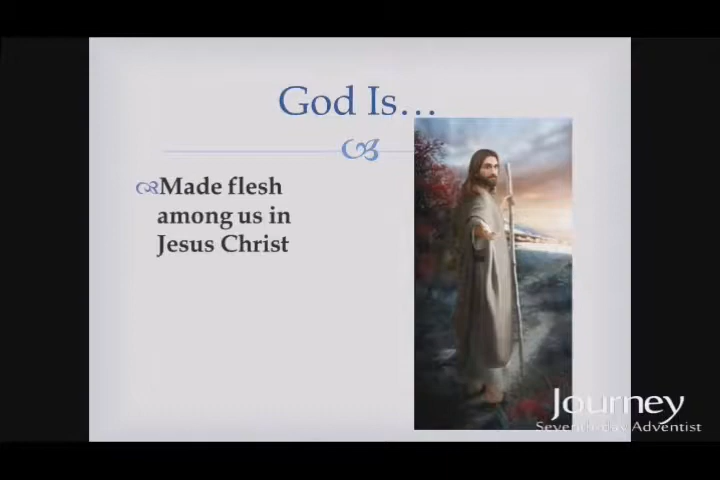 God Is...
Made flesh
among us in
Jesus Christ
Journey
Seventh-day Adventist